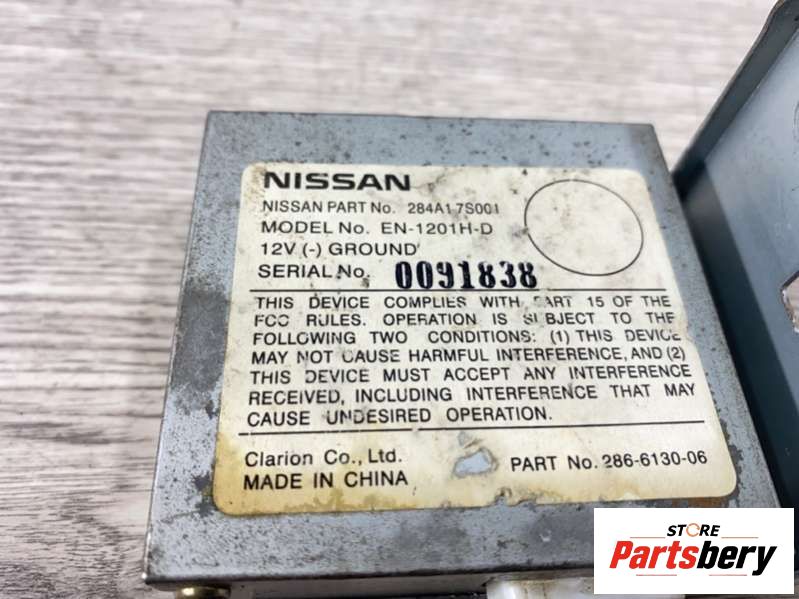 NISSAN
NISSAN PART No. 284A1 7S001
MODEL No. EN-1201H-D
12V (-) GROUND
SERIAL No. 0091838
THIS DEVICE COMPLIES WITH PART 15 OF THE
FCC RULES. OPERATION IS SUBJECT TO THE
FOLLOWING TWO CONDITIONS: (1) THIS DEVICE
MAY NOT CAUSE HARMFUL INTERFERENCE, AND (2)
THIS DEVICE MUST ACCEPT ANY INTERFERENCE
RECEIVED, INCLUDING INTERFERENCE THAT MAY
CAUSE UNDESIRED OPERATION.
Clarion Co., Ltd. PART No. 286-6130-06
MADE IN CHINA
STORE
Partsbery